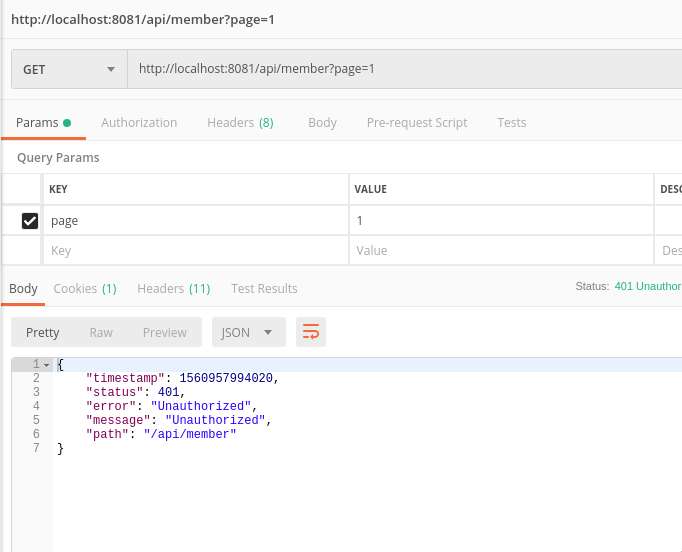 http://localhost:8081/api/member?page=1
GET http://localhost:8081/api/member?page=1
Params Authorization Headers (8) Body Pre-request Script Tests
Query Params
KEY VALUE DESC
page 1
Key Value Des
Body Cookies (1) Headers (11) Test Results Status: 401 Unauthor
Pretty Raw Preview JSON
1 {
2 "timestamp": 1560957994020,
3 "status": 401,
4 "error": "Unauthorized",
5 "message": "Unauthorized",
6 "path": "/api/member"
7 }